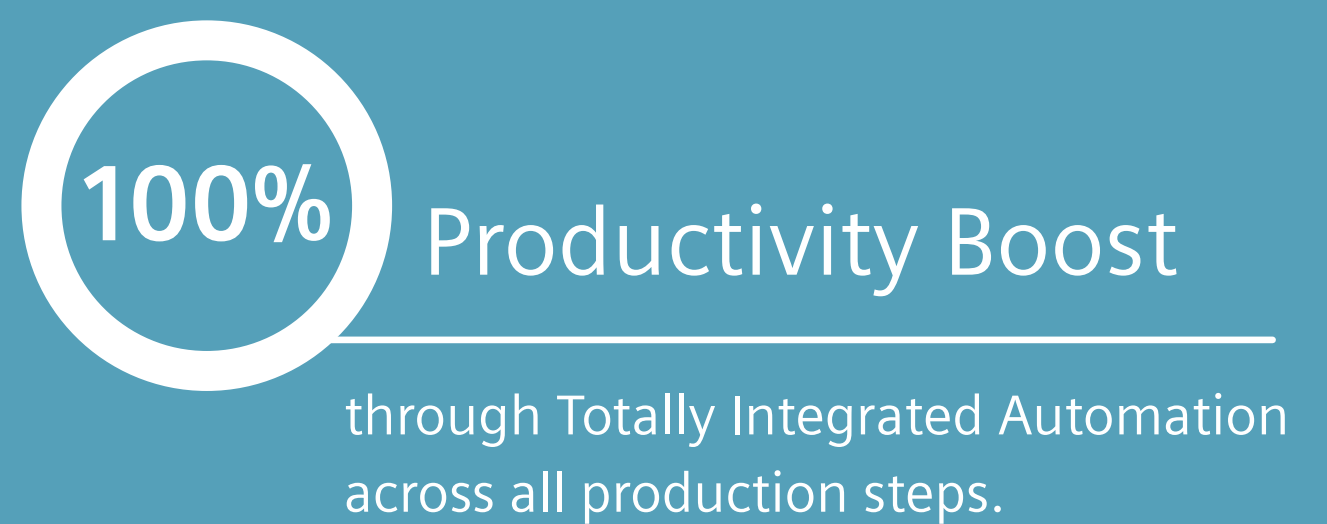 100%
Productivity Boost
through Totally Integrated Automation
across all production steps.